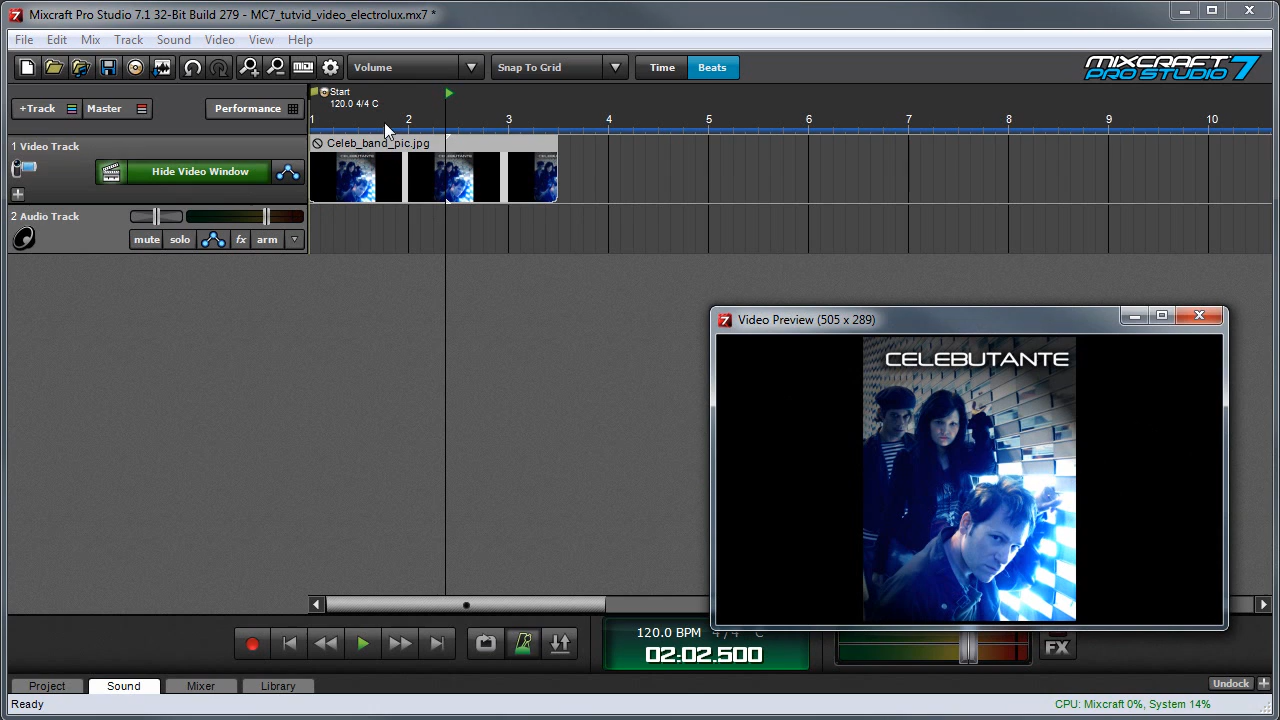 Mixcraft Pro Studio 7.1 32-Bit Build 279 - MC7_tutvid_video_electrolux.mx7 *
File Edit Mix Track Sound Video View Help
Volume Snap To Grid Time Beats
MIXCRAFT
PRO STUDIO 7
+Track Master Performance
Start
120.0 4/4 C
1 2 3 4 5 6 7 8 9 10
1 Video Track
Celeb_band_pic.jpg
Hide Video Window
2 Audio Track
mute solo fx arm
Video Preview (505 x 289)
CELEBUTANTE
120.0 BPM 4 / 4 C
02:02.500
FX
Project Sound Mixer Library
Undock
Ready
CPU: Mixcraft 0%, System 14%